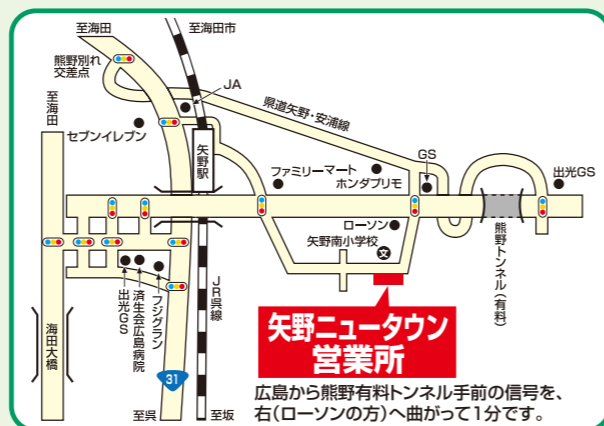 至海田
至海田市
熊野別れ
交差点
至海田
JA
県道矢野・安浦線
セブンイレブン
矢野駅
ファミリーマート
ホンダプリモ
GS
出光GS
ローソン
矢野南小学校
文
熊野トンネル(有料)
出光GS
済生会広島病院
フジグラン
JR呉線
海田大橋
矢野ニュータウン
営業所
31
至呉
至坂
広島から熊野有料トンネル手前の信号を、
右(ローソンの方)へ曲がって1分です。